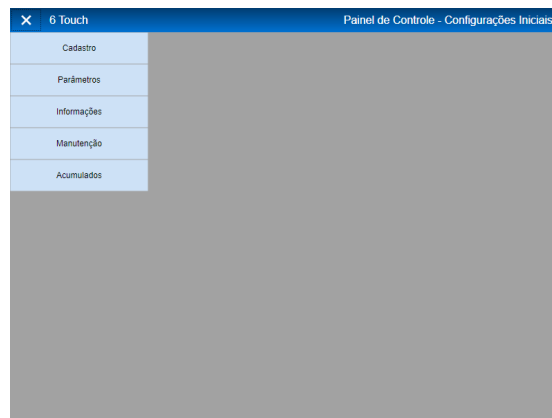 6 Touch
Painel de Controle - Configurações Iniciais
Cadastro
Parâmetros
Informações
Manutenção
Acumulados